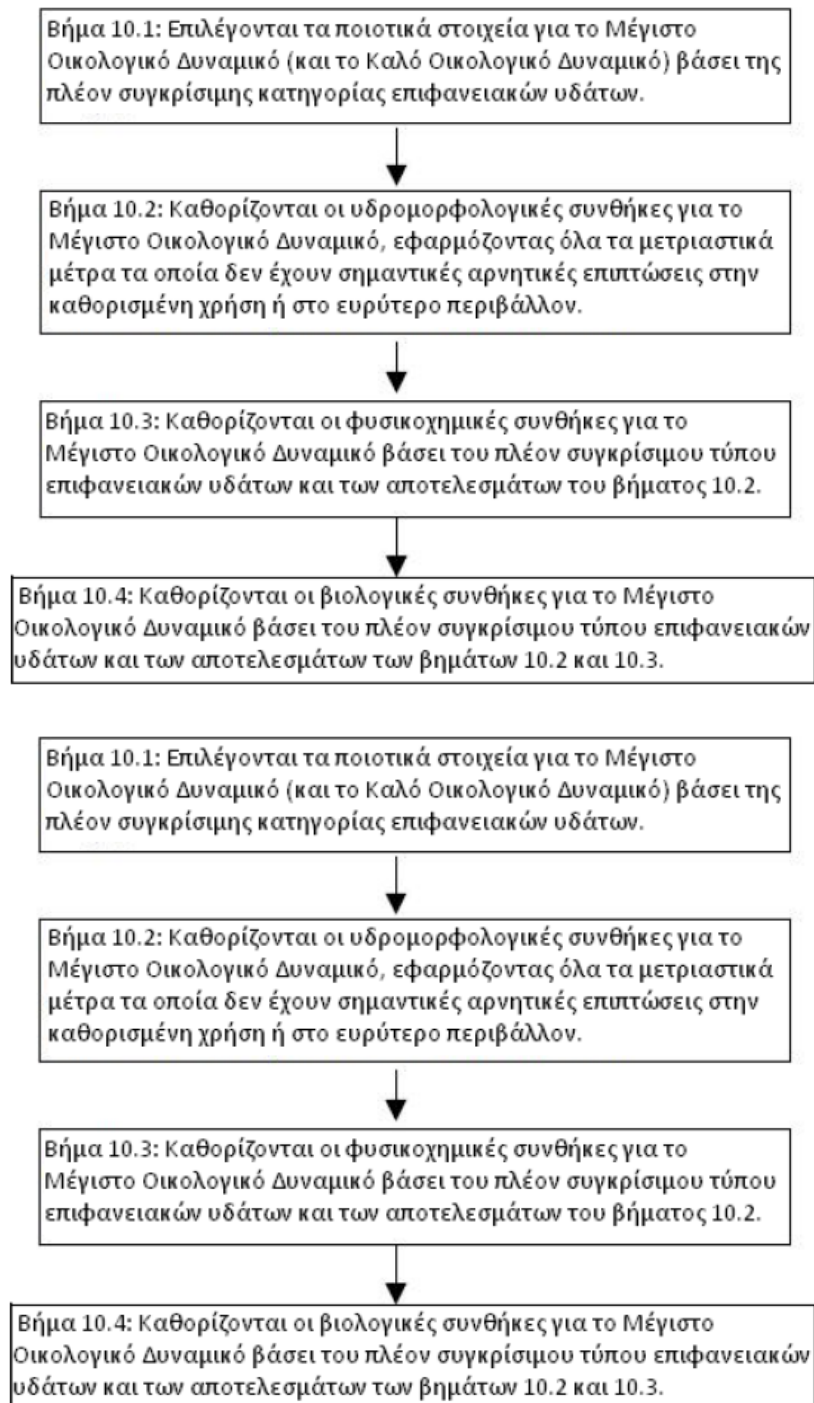 Βήμα 10.1: Επιλέγονται τα ποιοτικά στοιχεία για το Μέγιστο
Οικολογικό Δυναμικό (και το Καλό Οικολογικό Δυναμικό) βάσει της
πλέον συγκρίσιμης κατηγορίας επιφανειακών υδάτων.
Βήμα 10.2: Καθορίζονται οι υδρομορφολογικές συνθήκες για το
Μέγιστο Οικολογικό Δυναμικό, εφαρμόζοντας όλα τα μετριαστικά
μέτρα τα οποία δεν έχουν σημαντικές αρνητικές επιπτώσεις στην
καθορισμένη χρήση ή στο ευρύτερο περιβάλλον.
Βήμα 10.3: Καθορίζονται οι φυσικοχημικές συνθήκες για το
Μέγιστο Οικολογικό Δυναμικό βάσει του πλέον συγκρίσιμου τύπου
επιφανειακών υδάτων και των αποτελεσμάτων του βήματος 10.2.
Βήμα 10.4: Καθορίζονται οι βιολογικές συνθήκες για το Μέγιστο
Οικολογικό Δυναμικό βάσει του πλέον συγκρίσιμου τύπου επιφανειακών
υδάτων και των αποτελεσμάτων των βημάτων 10.2 και 10.3.
Βήμα 10.1: Επιλέγονται τα ποιοτικά στοιχεία για το Μέγιστο
Οικολογικό Δυναμικό (και το Καλό Οικολογικό Δυναμικό) βάσει της
πλέον συγκρίσιμης κατηγορίας επιφανειακών υδάτων.
Βήμα 10.2: Καθορίζονται οι υδρομορφολογικές συνθήκες για το
Μέγιστο Οικολογικό Δυναμικό, εφαρμόζοντας όλα τα μετριαστικά
μέτρα τα οποία δεν έχουν σημαντικές αρνητικές επιπτώσεις στην
καθορισμένη χρήση ή στο ευρύτερο περιβάλλον.
Βήμα 10.3: Καθορίζονται οι φυσικοχημικές συνθήκες για το
Μέγιστο Οικολογικό Δυναμικό βάσει του πλέον συγκρίσιμου τύπου
επιφανειακών υδάτων και των αποτελεσμάτων του βήματος 10.2.
Βήμα 10.4: Καθορίζονται οι βιολογικές συνθήκες για το Μέγιστο
Οικολογικό Δυναμικό βάσει του πλέον συγκρίσιμου τύπου επιφανειακών
υδάτων και των αποτελεσμάτων των βημάτων 10.2 και 10.3.